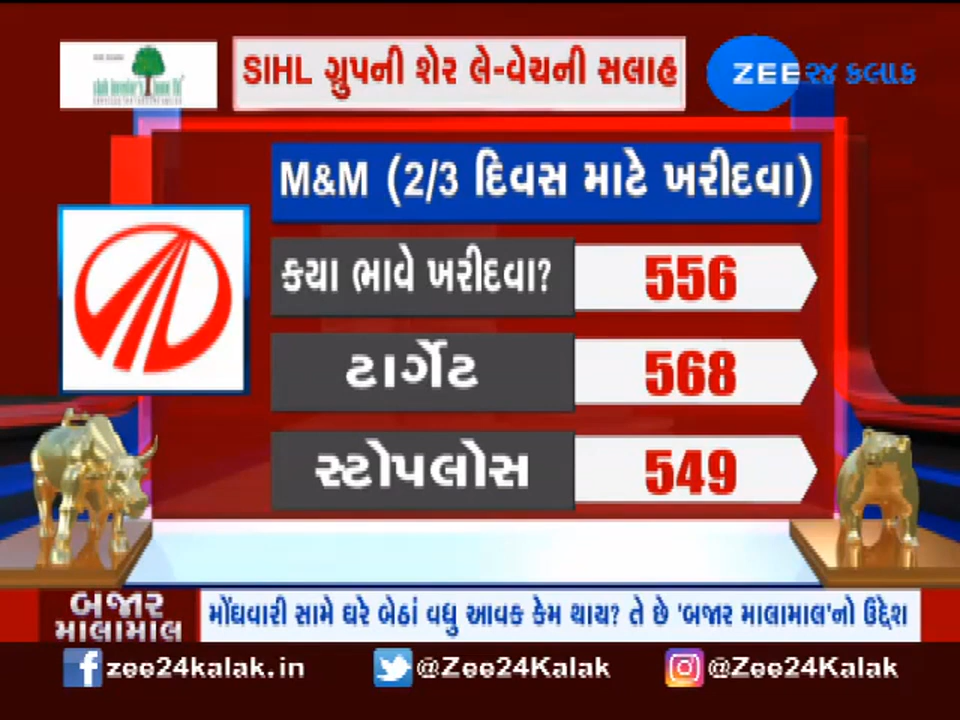 SIHL ગ્રુપની શેર લે-વેચની સલાહ
ZEE ૨૪ કલાક
M&M (2/3 દિવસ માટે ખરીદવા)
કયા ભાવે ખરીદવા? 556
ટાર્ગેટ 568
સ્ટોપલોસ 549
બજાર
માલામાલ
મોંઘવારી સામે ઘરે બેઠાં વધુ આવક કેમ થાય? તે છે 'બજાર માલામાલ'નો ઉદ્દેશ
zee24kalak.in @Zee24Kalak @Zee24Kalak